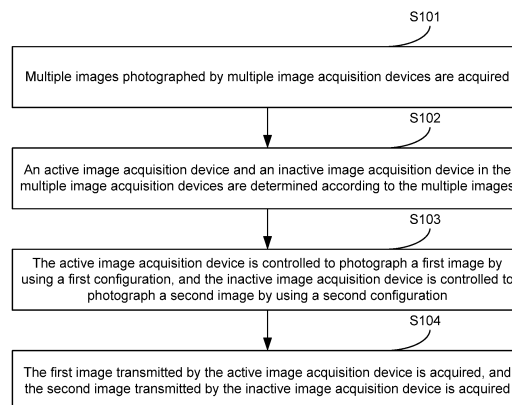 S101
Multiple images photographed by multiple image acquisition devices are acquired
S102
An active image acquisition device and an inactive image acquisition device in the
multiple image acquisition devices are determined according to the multiple images
S103
The active image acquisition device is controlled to photograph a first image by
using a first configuration, and the inactive image acquisition device is controlled to
photograph a second image by using a second configuration
S104
The first image transmitted by the active image acquisition device is acquired, and
the second image transmitted by the inactive image acquisition device is acquired